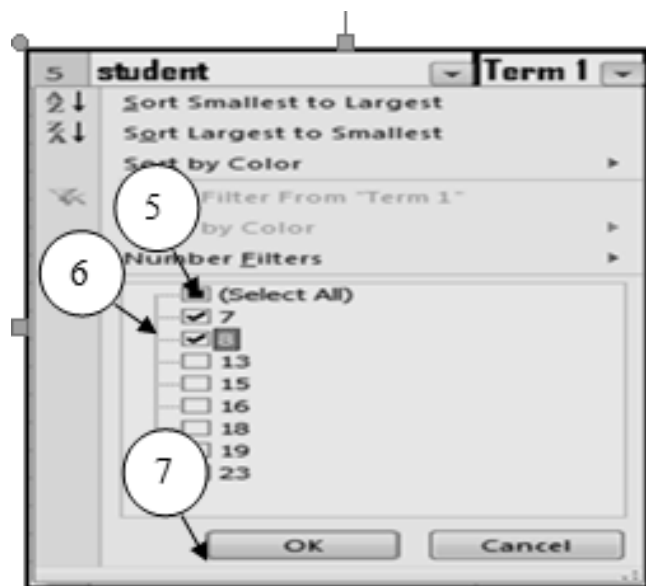 5 student Term 1
Sort Smallest to Largest
Sort Largest to Smallest
Sort by Color
5 Filter From "Term 1"
by Color
6 Number Filters
(Select All)
7
13
15
16
18
19
7 23
OK Cancel